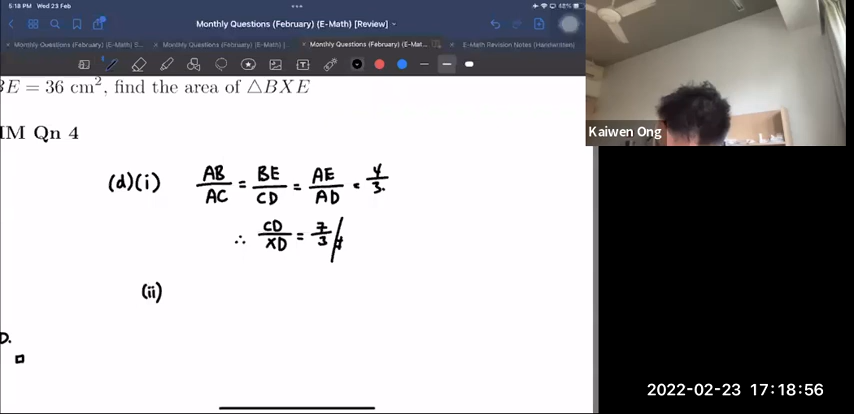 5:18 PM Wed 23 Feb
48%
Monthly Questions (February) (E-Math) [Review]
Monthly Questions (February) (E-Math) S...
Monthly Questions (February) (E-Math) [
Monthly Questions (February) (E-Mat...
E-Math Revision Notes (Handwritten)
BE = 36 cm², find the area of △BXE
IM Qn 4
(d)(i) AB/AC = BE/CD = AE/AD = 4/3.
∴ CD/XD = 7/3
(ii)
D.
Kaiwen Ong
2022-02-23 17:18:56